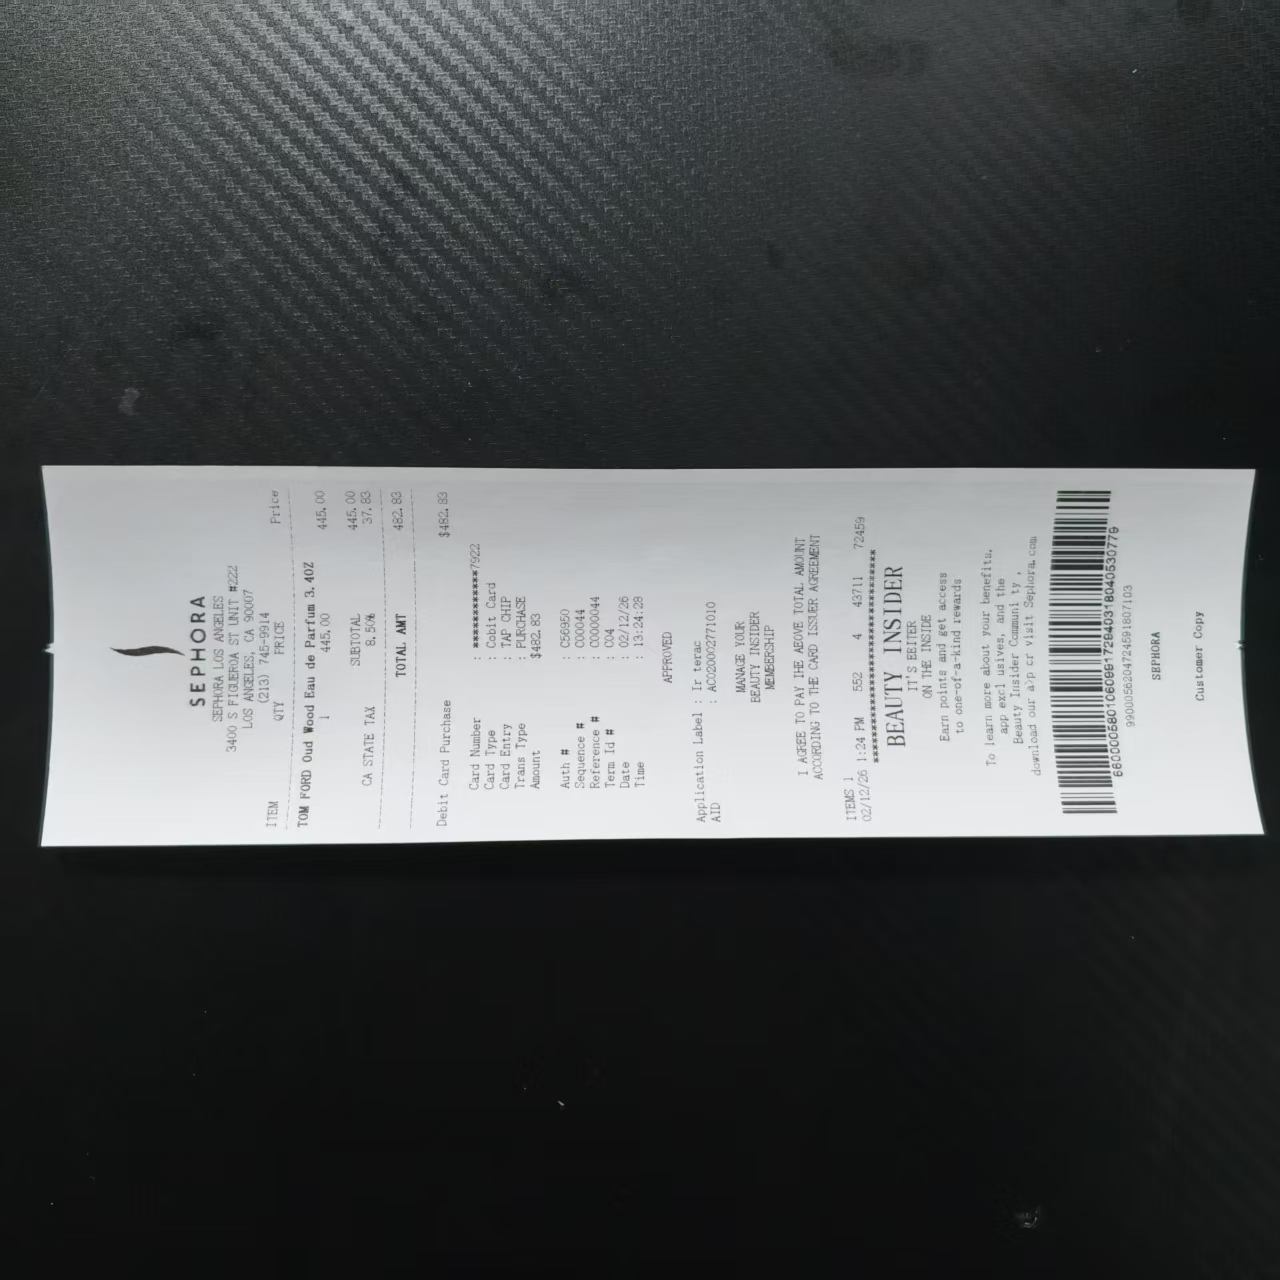 SEPHORA
SEPHORA LOS ANGELES
3400 S FIGUEROA ST UNIT #222
LOS ANGELES, CA 90007
(213) 745-9914
ITEM QTY PRICE Price
TOM FORD Oud Wood Eau de Parfum 3.4OZ
1 445.00 445.00
SUBTOTAL 445.00
CA STATE TAX 8.50% 37.83
TOTAL AMT 482.83
Debit Card Purchase $482.83
Card Number : ************7922
Card Type : Cobit Card
Card Entry : TAP CHIP
Trans Type : PURCHASE
Amount $482.83
Auth # : C56950
Sequence # : C00044
Reference # : C0000044
Term Id # : C04
Date : 02/12/26
Time : 13:24:28
APPROVED
Application Label : Ir terac
AID : AC020002771010
MANAGE YOUR
BEAUTY INSIDER
MEMBERSHIP
I AGREE TO PAY IHE ABOVE TOTAL AMOUNT
ACCORDING TO THE CARD ISSUER AGREEMENT
ITEMS 1
02/12/26 1:24 PM 552 4 43711 72459
******************************
BEAUTY INSIDER
IT'S BEITER
ON THE INSIDE
Earn points and get access
to one-of-a-kind rewards
To learn more about your benefits,
app excl usives, and the
Beauty Insider Communi ty ,
download our a>p cr visit Sephora.com
9900056204724591807103
SEPHORA
Customer Copy